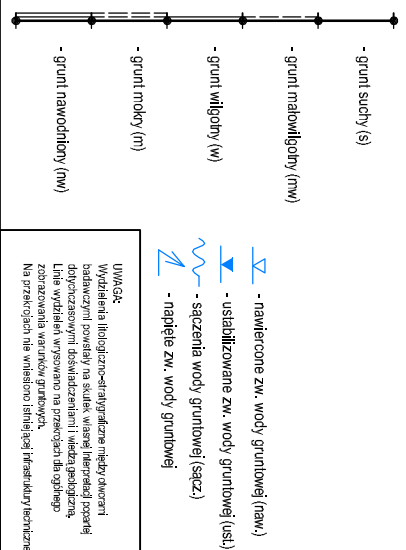 - grunt suchy (s)
- grunt małowilgotny (mw)
- grunt wilgotny (w)
- grunt mokry (m)
- grunt nawodniony (nw)
- nawiercone zw. wody gruntowej (naw.)
- ustabilizowane zw. wody gruntowej (ust.)
- sączenia wody gruntowej (sącz.)
- napięte zw. wody gruntowej
UWAGA:
Wydzielenia litologiczno-stratygraficzne między otworami
badawczymi powstały na skutek własnej interpretacji popartej
dotychczasowymi doświadczeniami i wiedzą geologiczną.
Linie wydzieleń wrysowano na przekrojach dla ogólnego
zobrazowania warunków gruntowych.
Na przekrojach nie wniesiono istniejącej infrastruktury techniczne